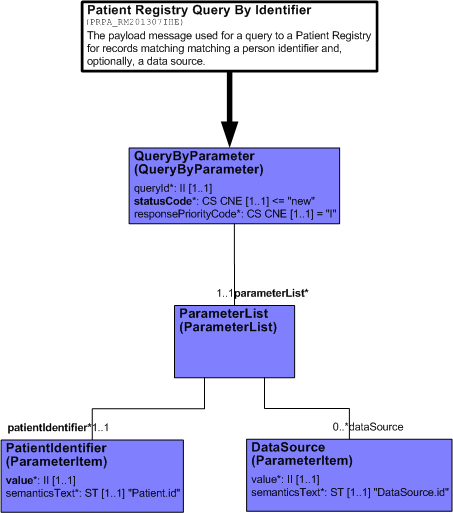 Patient Registry Query By Identifier
(PRPA_RM201307IHE)
The payload message used for a query to a Patient Registry
for records matching matching a person identifier and,
optionally, a data source.
QueryByParameter
(QueryByParameter)
queryId*: II [1..1]
statusCode*: CS CNE [1..1] <= "new"
responsePriorityCode*: CS CNE [1..1] = "I"
1..1 parameterList*
ParameterList
(ParameterList)
patientIdentifier* 1..1
0..* dataSource
PatientIdentifier
(ParameterItem)
value*: II [1..1]
semanticsText*: ST [1..1] "Patient.id"
DataSource
(ParameterItem)
value*: II [1..1]
semanticsText*: ST [1..1] "DataSource.id"